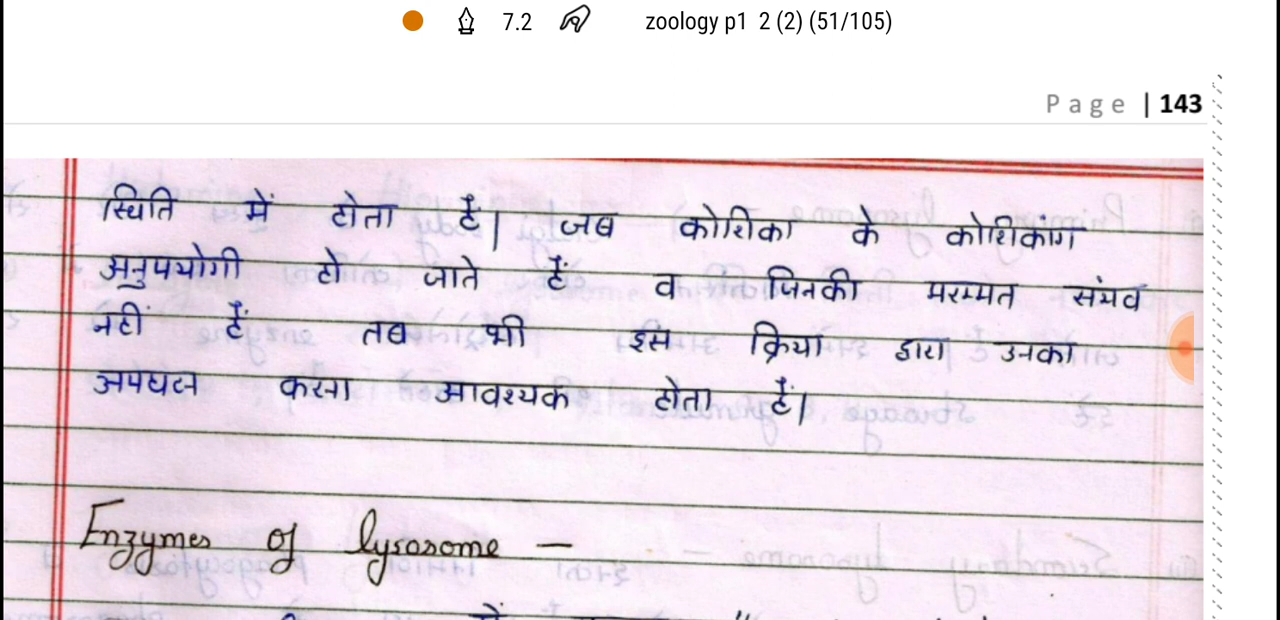 7.2 zoology p1 2 (2) (51/105)
Page | 143
स्थिति में होता है। जब कोशिका के कोशिकांग
अनुपयोगी हो जाते हैं व जिनकी मरम्मत संभव
नहीं हैं तब भी इस क्रिया द्वारा उनका
अपघटन करना आवश्यक होता हैं।
Enzymes of lysosome —